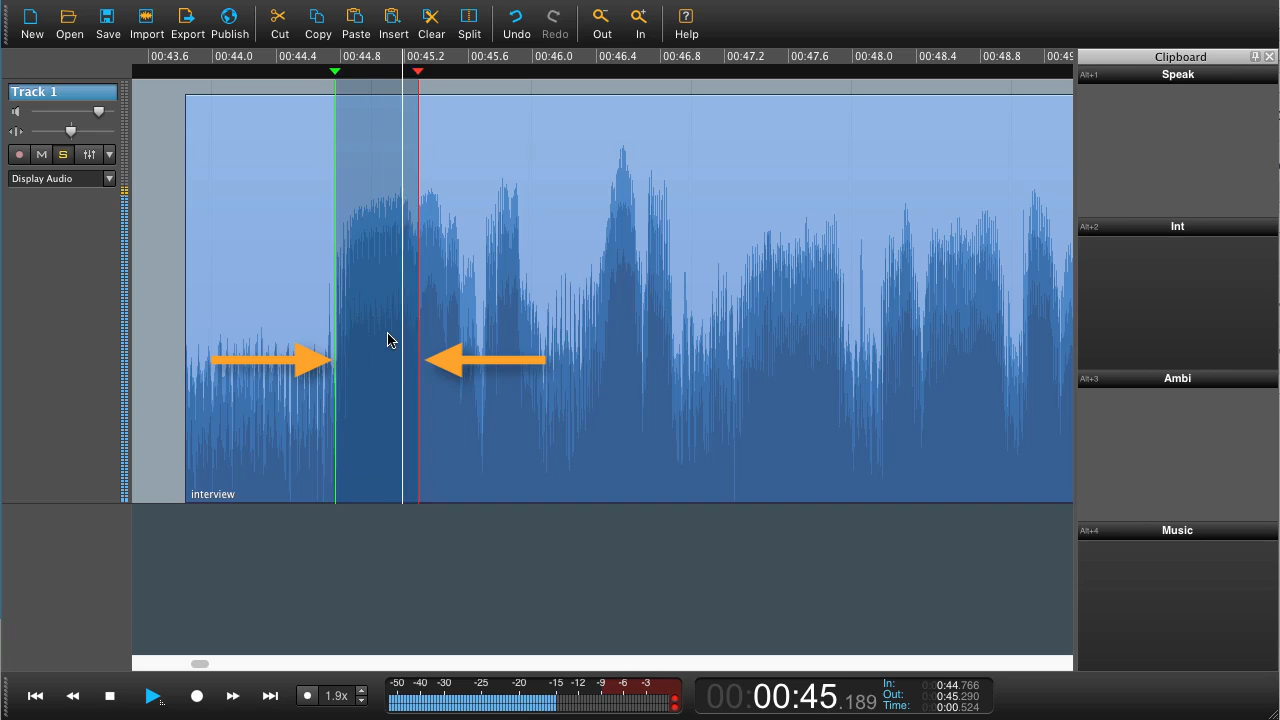 New Open Save Import Export Publish Cut Copy Paste Insert Clear Split Undo Redo Out In Help
00:43.6 00:44.0 00:44.4 00:44.8 00:45.2 00:45.6 00:46.0 00:46.4 00:46.8 00:47.2 00:47.6 00:48.0 00:48.4 00:48.8 00:49
Clipboard
Alt+1 Speak
Track 1
M S
Display Audio
Alt+2 Int
Alt+3 Ambi
interview
Alt+4 Music
1.9x
-50 -40 -30 -25 -20 -15 -12 -9 -6 -3
00:00:45.189
In: 0:00:44.766
Out: 0:00:45.290
Time: 0:00:00.524